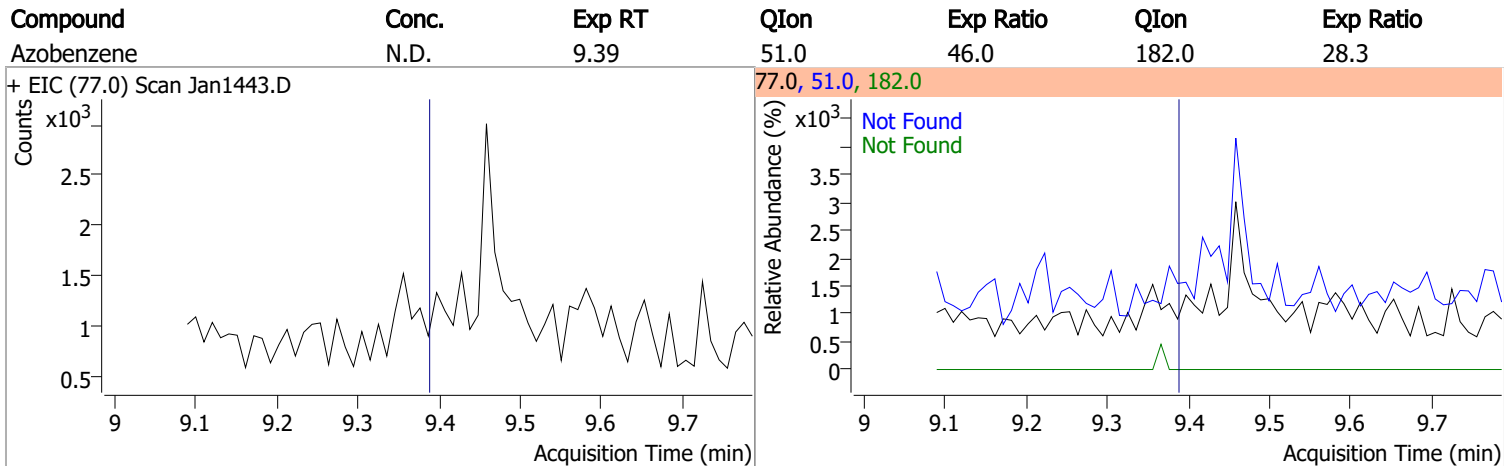 Compound Conc. Exp RT QIon Exp Ratio QIon Exp Ratio
Azobenzene N.D. 9.39 51.0 46.0 182.0 28.3
+ EIC (77.0) Scan Jan1443.D
Counts
x10³
2.5
2
1.5
1
0.5
9 9.1 9.2 9.3 9.4 9.5 9.6 9.7
Acquisition Time (min)
77.0, 51.0, 182.0
Relative Abundance (%)
x10³
Not Found
Not Found
3.5
3
2.5
2
1.5
1
0.5
0
9 9.1 9.2 9.3 9.4 9.5 9.6 9.7
Acquisition Time (min)